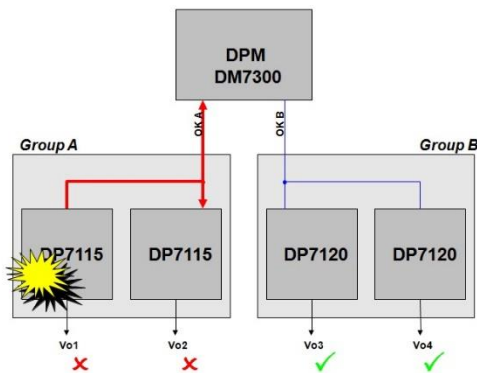 DPM
DM7300
OK A
OK B
Group A
Group B
DP7115
DP7115
DP7120
DP7120
Vo1
Vo2
Vo3
Vo4